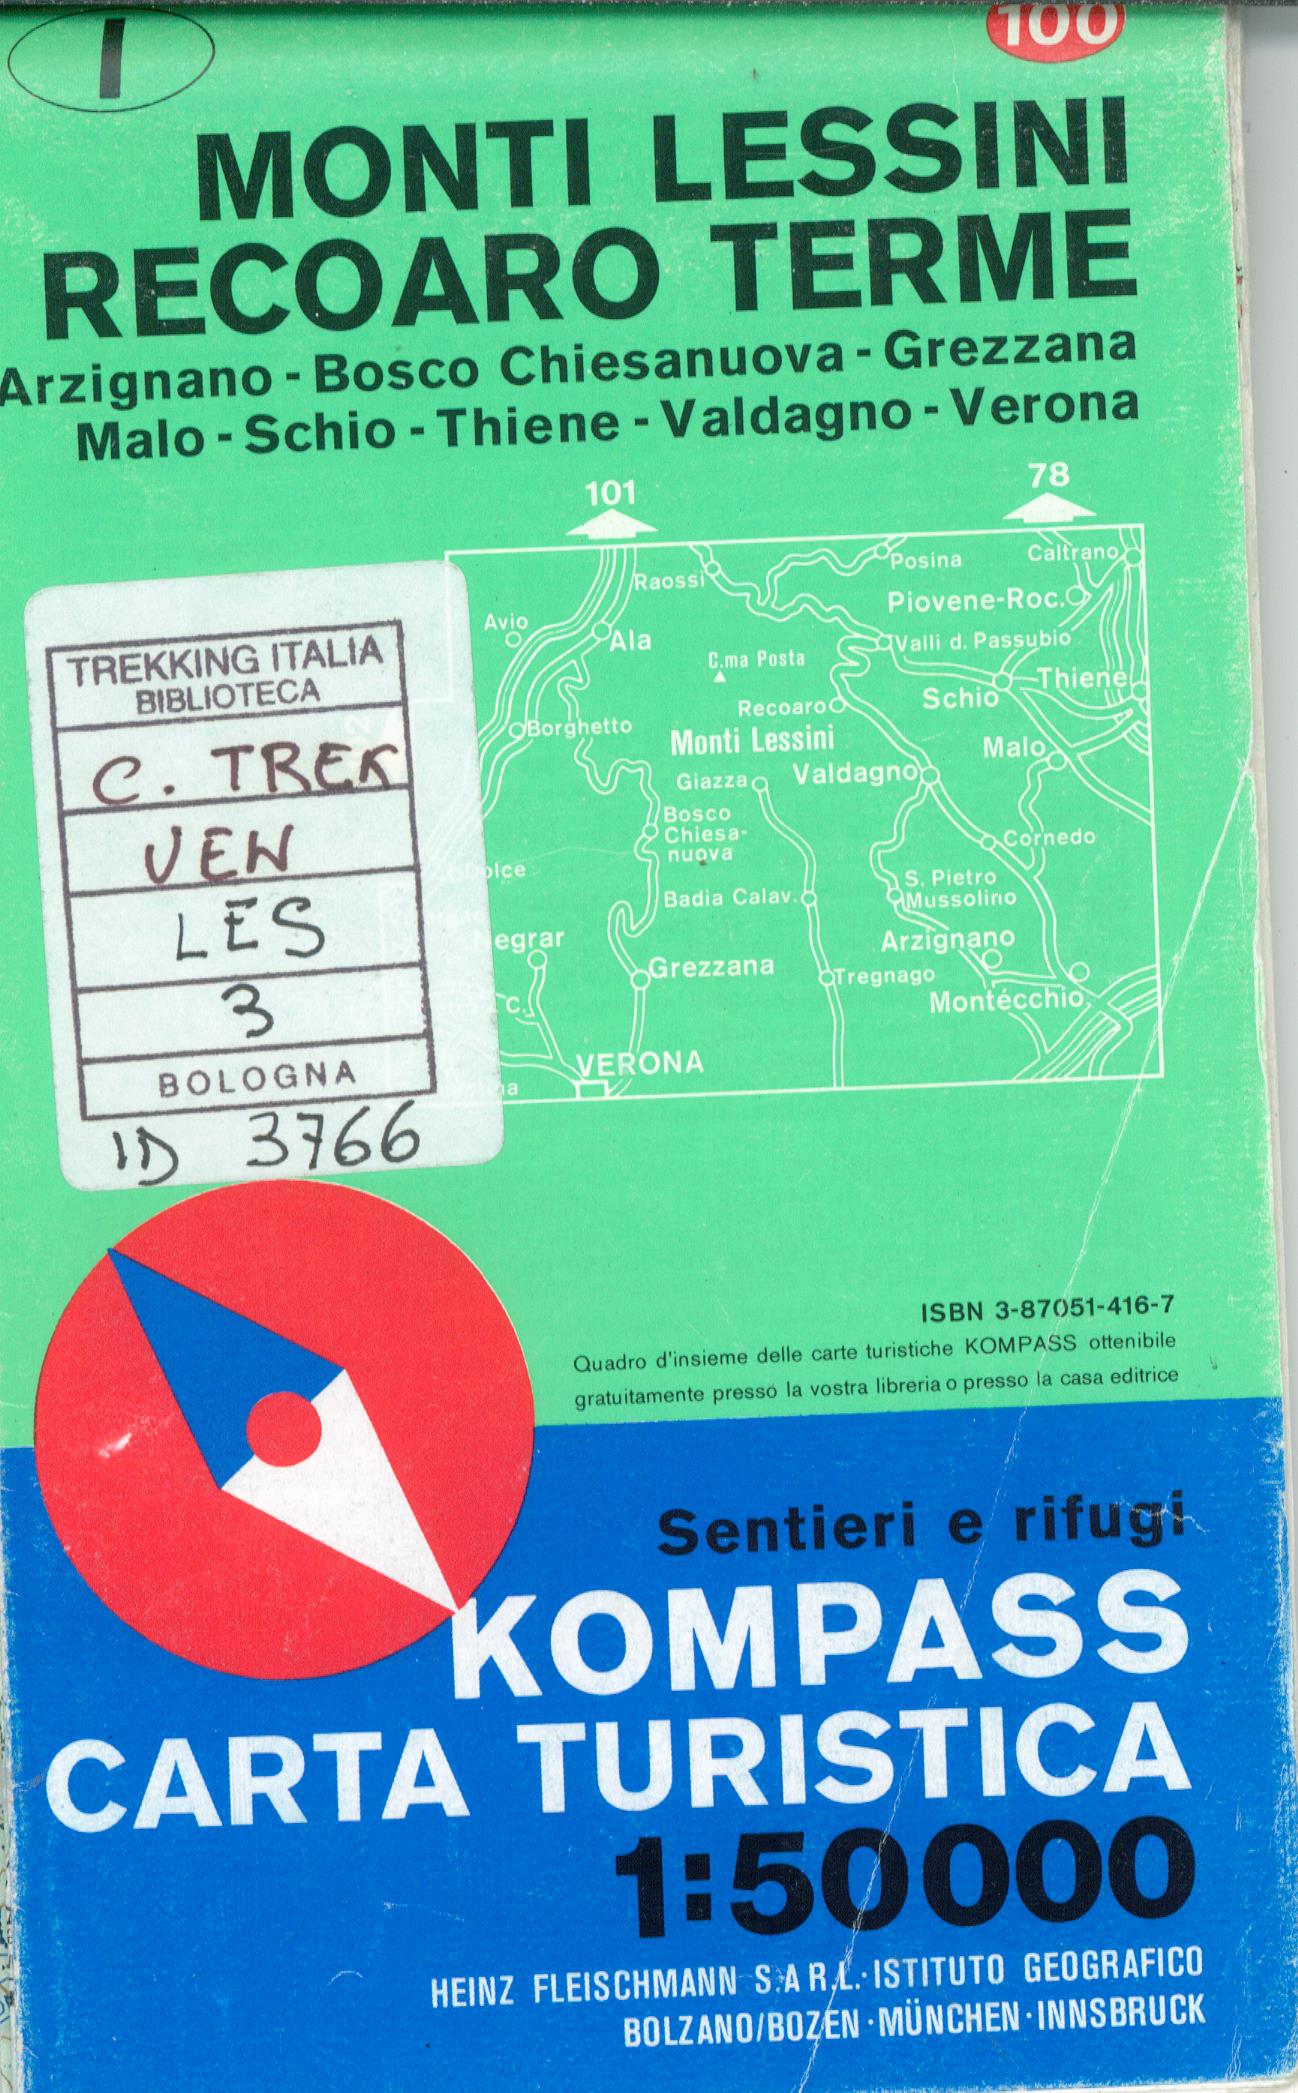 I
100
MONTI LESSINI
RECOARO TERME
Arzignano - Bosco Chiesanuova - Grezzana
Malo - Schio - Thiene - Valdagno - Verona
101
78
Raossi
Posina
Caltrano
Piovene-Roc.
Avio
Ala
Valli d. Passubio
C.ma Posta
Thiene
Schio
Recoaro
Borghetto
Monti Lessini
Malo
Giazza
Valdagno
Bosco
Chiesa-
nuova
Cornedo
Dolce
Badia Calav.
S. Pietro
Mussolino
Negrar
Arzignano
Grezzana
Tregnago
Montécchio
C.
VERONA
TREKKING ITALIA
BIBLIOTECA
C. TREK
VEN
LES
3
BOLOGNA
ID 3766
ISBN 3-87051-416-7
Quadro d'insieme delle carte turistiche KOMPASS ottenibile
gratuitamente presso la vostra libreria o presso la casa editrice
Sentieri e rifugi
KOMPASS
CARTA TURISTICA
1:50000
HEINZ FLEISCHMANN S.A R.L.·ISTITUTO GEOGRAFICO
BOLZANO/BOZEN·MÜNCHEN·INNSBRUCK